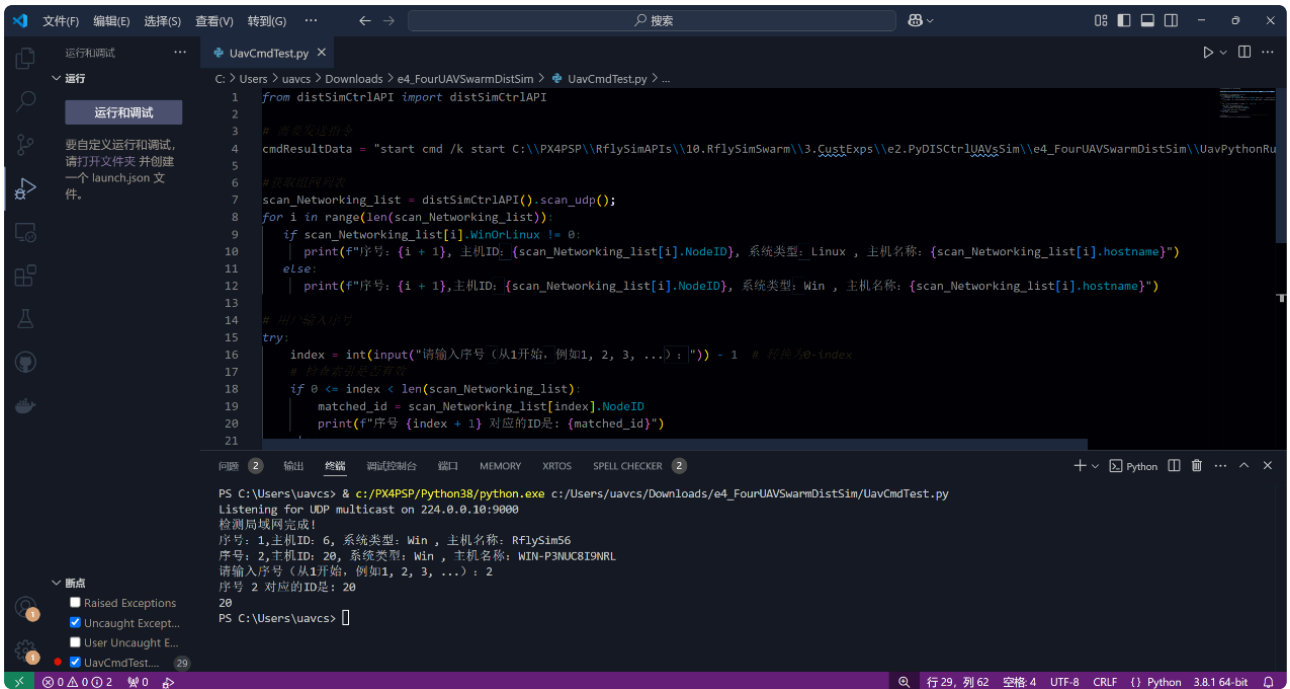 文件(F) 编辑(E) 选择(S) 查看(V) 转到(G) ··· ← → 搜索
运行和调试 ···
UavCmdTest.py ×
运行
C: > Users > uavcs > Downloads > e4_FourUAVSwarmDistSim > UavCmdTest.py > ...
运行和调试
要自定义运行和调试,
请打开文件夹 并创建
一个 launch.json 文
件。
1 from distSimCtrlAPI import distSimCtrlAPI
2
3 # 需要发送指令
4 cmdResultData = "start cmd /k start C:\\PX4PSP\\RflySimAPIs\\10.RflySimSwarm\\3.CustExps\\e2.PyDISCtrlUAVsSim\\e4_FourUAVSwarmDistSim\\UavPythonRu
5
6 #获取组网列表
7 scan_Networking_list = distSimCtrlAPI().scan_udp();
8 for i in range(len(scan_Networking_list)):
9 if scan_Networking_list[i].WinOrLinux != 0:
10 print(f"序号: {i + 1}, 主机ID: {scan_Networking_list[i].NodeID}, 系统类型: Linux , 主机名称: {scan_Networking_list[i].hostname}")
11 else:
12 print(f"序号: {i + 1},主机ID: {scan_Networking_list[i].NodeID}, 系统类型: Win , 主机名称: {scan_Networking_list[i].hostname}")
13
14 # 用户输入序号
15 try:
16 index = int(input("请输入序号（从1开始，例如1, 2, 3, ...）: ")) - 1 # 转换为0-index
17 # 检查索引是否有效
18 if 0 <= index < len(scan_Networking_list):
19 matched_id = scan_Networking_list[index].NodeID
20 print(f"序号 {index + 1} 对应的ID是: {matched_id}")
21
问题 2 输出 终端 调试控制台 端口 MEMORY XRTOS SPELL CHECKER 2 Python ···
PS C:\Users\uavcs> & c:/PX4PSP/Python38/python.exe c:/Users/uavcs/Downloads/e4_FourUAVSwarmDistSim/UavCmdTest.py
Listening for UDP multicast on 224.0.0.10:9000
检测局域网完成!
序号: 1,主机ID: 6, 系统类型: Win , 主机名称: RflySim56
序号: 2,主机ID: 20, 系统类型: Win , 主机名称: WIN-P3NUC8I9NRL
请输入序号（从1开始，例如1, 2, 3, ...）: 2
序号 2 对应的ID是: 20
20
PS C:\Users\uavcs>
断点
Raised Exceptions
Uncaught Except...
User Uncaught E...
UavCmdTest.... 29
1
1
0 0 2 0 行 29, 列 62 空格: 4 UTF-8 CRLF {} Python 3.8.1 64-bit